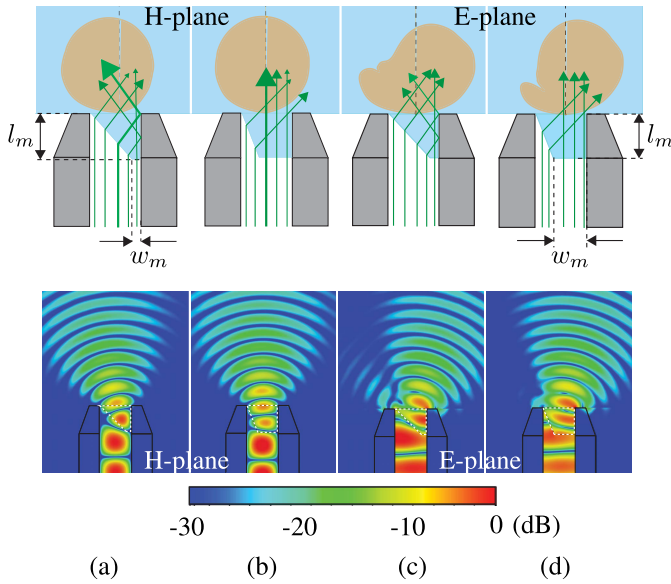 H-plane E-plane
l_m l_m
w_m w_m
H-plane E-plane
-30 -20 -10 0 (dB)
(a) (b) (c) (d)